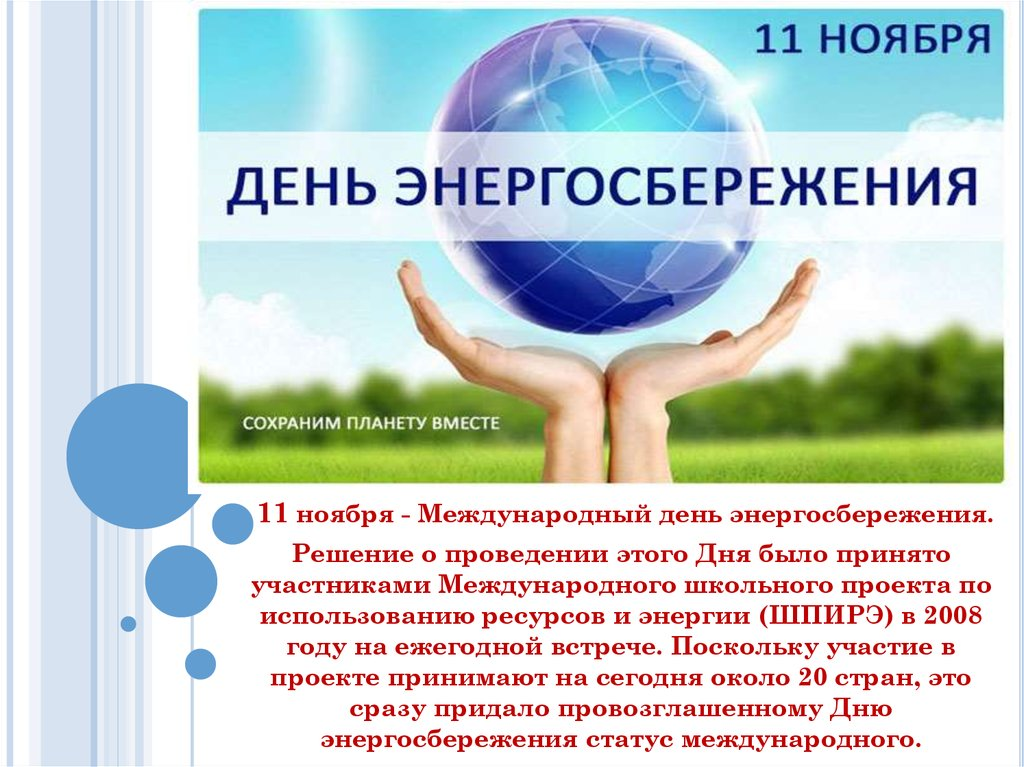 11 НОЯБРЯ
ДЕНЬ ЭНЕРГОСБЕРЕЖЕНИЯ
СОХРАНИМ ПЛАНЕТУ ВМЕСТЕ
11 ноября - Международный день энергосбережения.
Решение о проведении этого Дня было принято
участниками Международного школьного проекта по
использованию ресурсов и энергии (ШПИРЭ) в 2008
году на ежегодной встрече. Поскольку участие в
проекте принимают на сегодня около 20 стран, это
сразу придало провозглашенному Дню
энергосбережения статус международного.